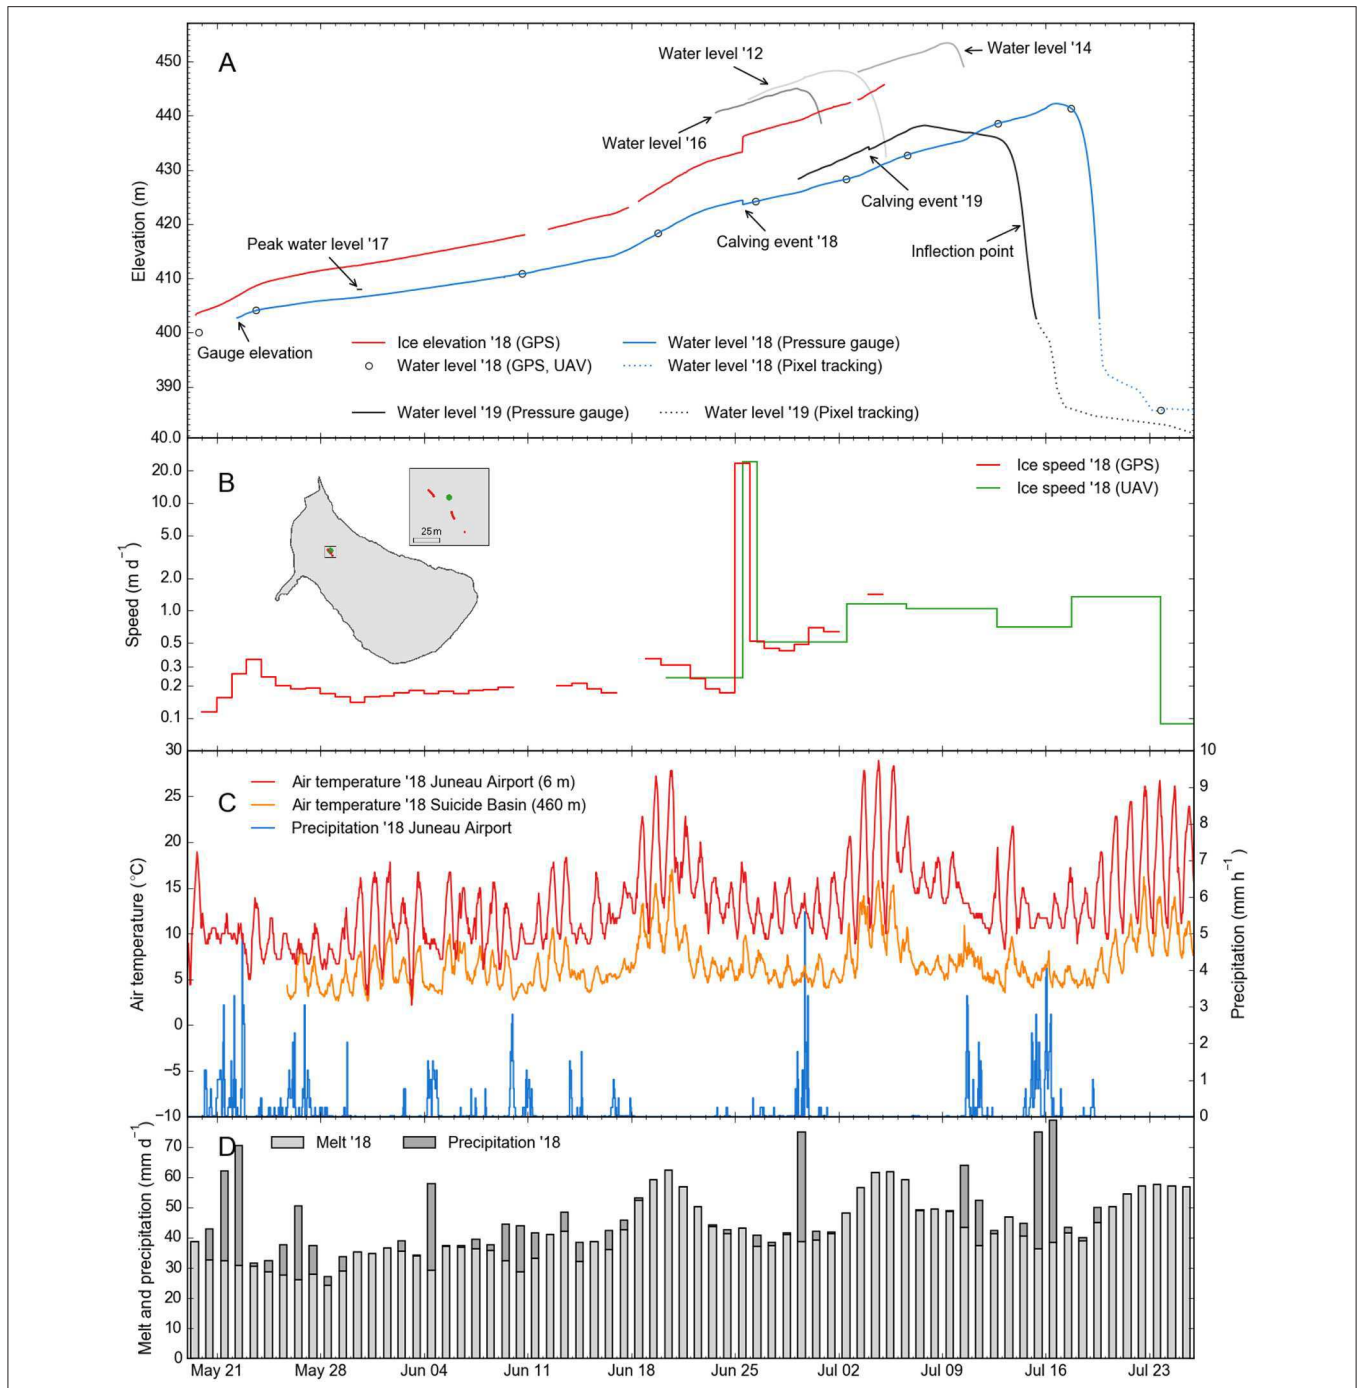 A
Water level '12
Water level '14
Water level '16
Calving event '19
Calving event '18
Inflection point
Peak water level '17
Gauge elevation
Ice elevation '18 (GPS)
Water level '18 (Pressure gauge)
Water level '18 (GPS, UAV)
Water level '18 (Pixel tracking)
Water level '19 (Pressure gauge)
Water level '19 (Pixel tracking)
Elevation (m)
450
440
430
420
410
400
390
40.0
B
25 m
Ice speed '18 (GPS)
Ice speed '18 (UAV)
Speed (m d⁻¹)
20.0
10.0
5.0
2.0
1.0
0.5
0.3
0.2
0.1
C
Air temperature '18 Juneau Airport (6 m)
Air temperature '18 Suicide Basin (460 m)
Precipitation '18 Juneau Airport
Air temperature (°C)
30
25
20
15
10
5
0
−5
−10
Precipitation (mm h⁻¹)
10
9
8
7
6
5
4
3
2
1
0
D
Melt '18
Precipitation '18
Melt and precipitation (mm d⁻¹)
70
60
50
40
30
20
10
0
May 21 May 28 Jun 04 Jun 11 Jun 18 Jun 25 Jul 02 Jul 09 Jul 16 Jul 23